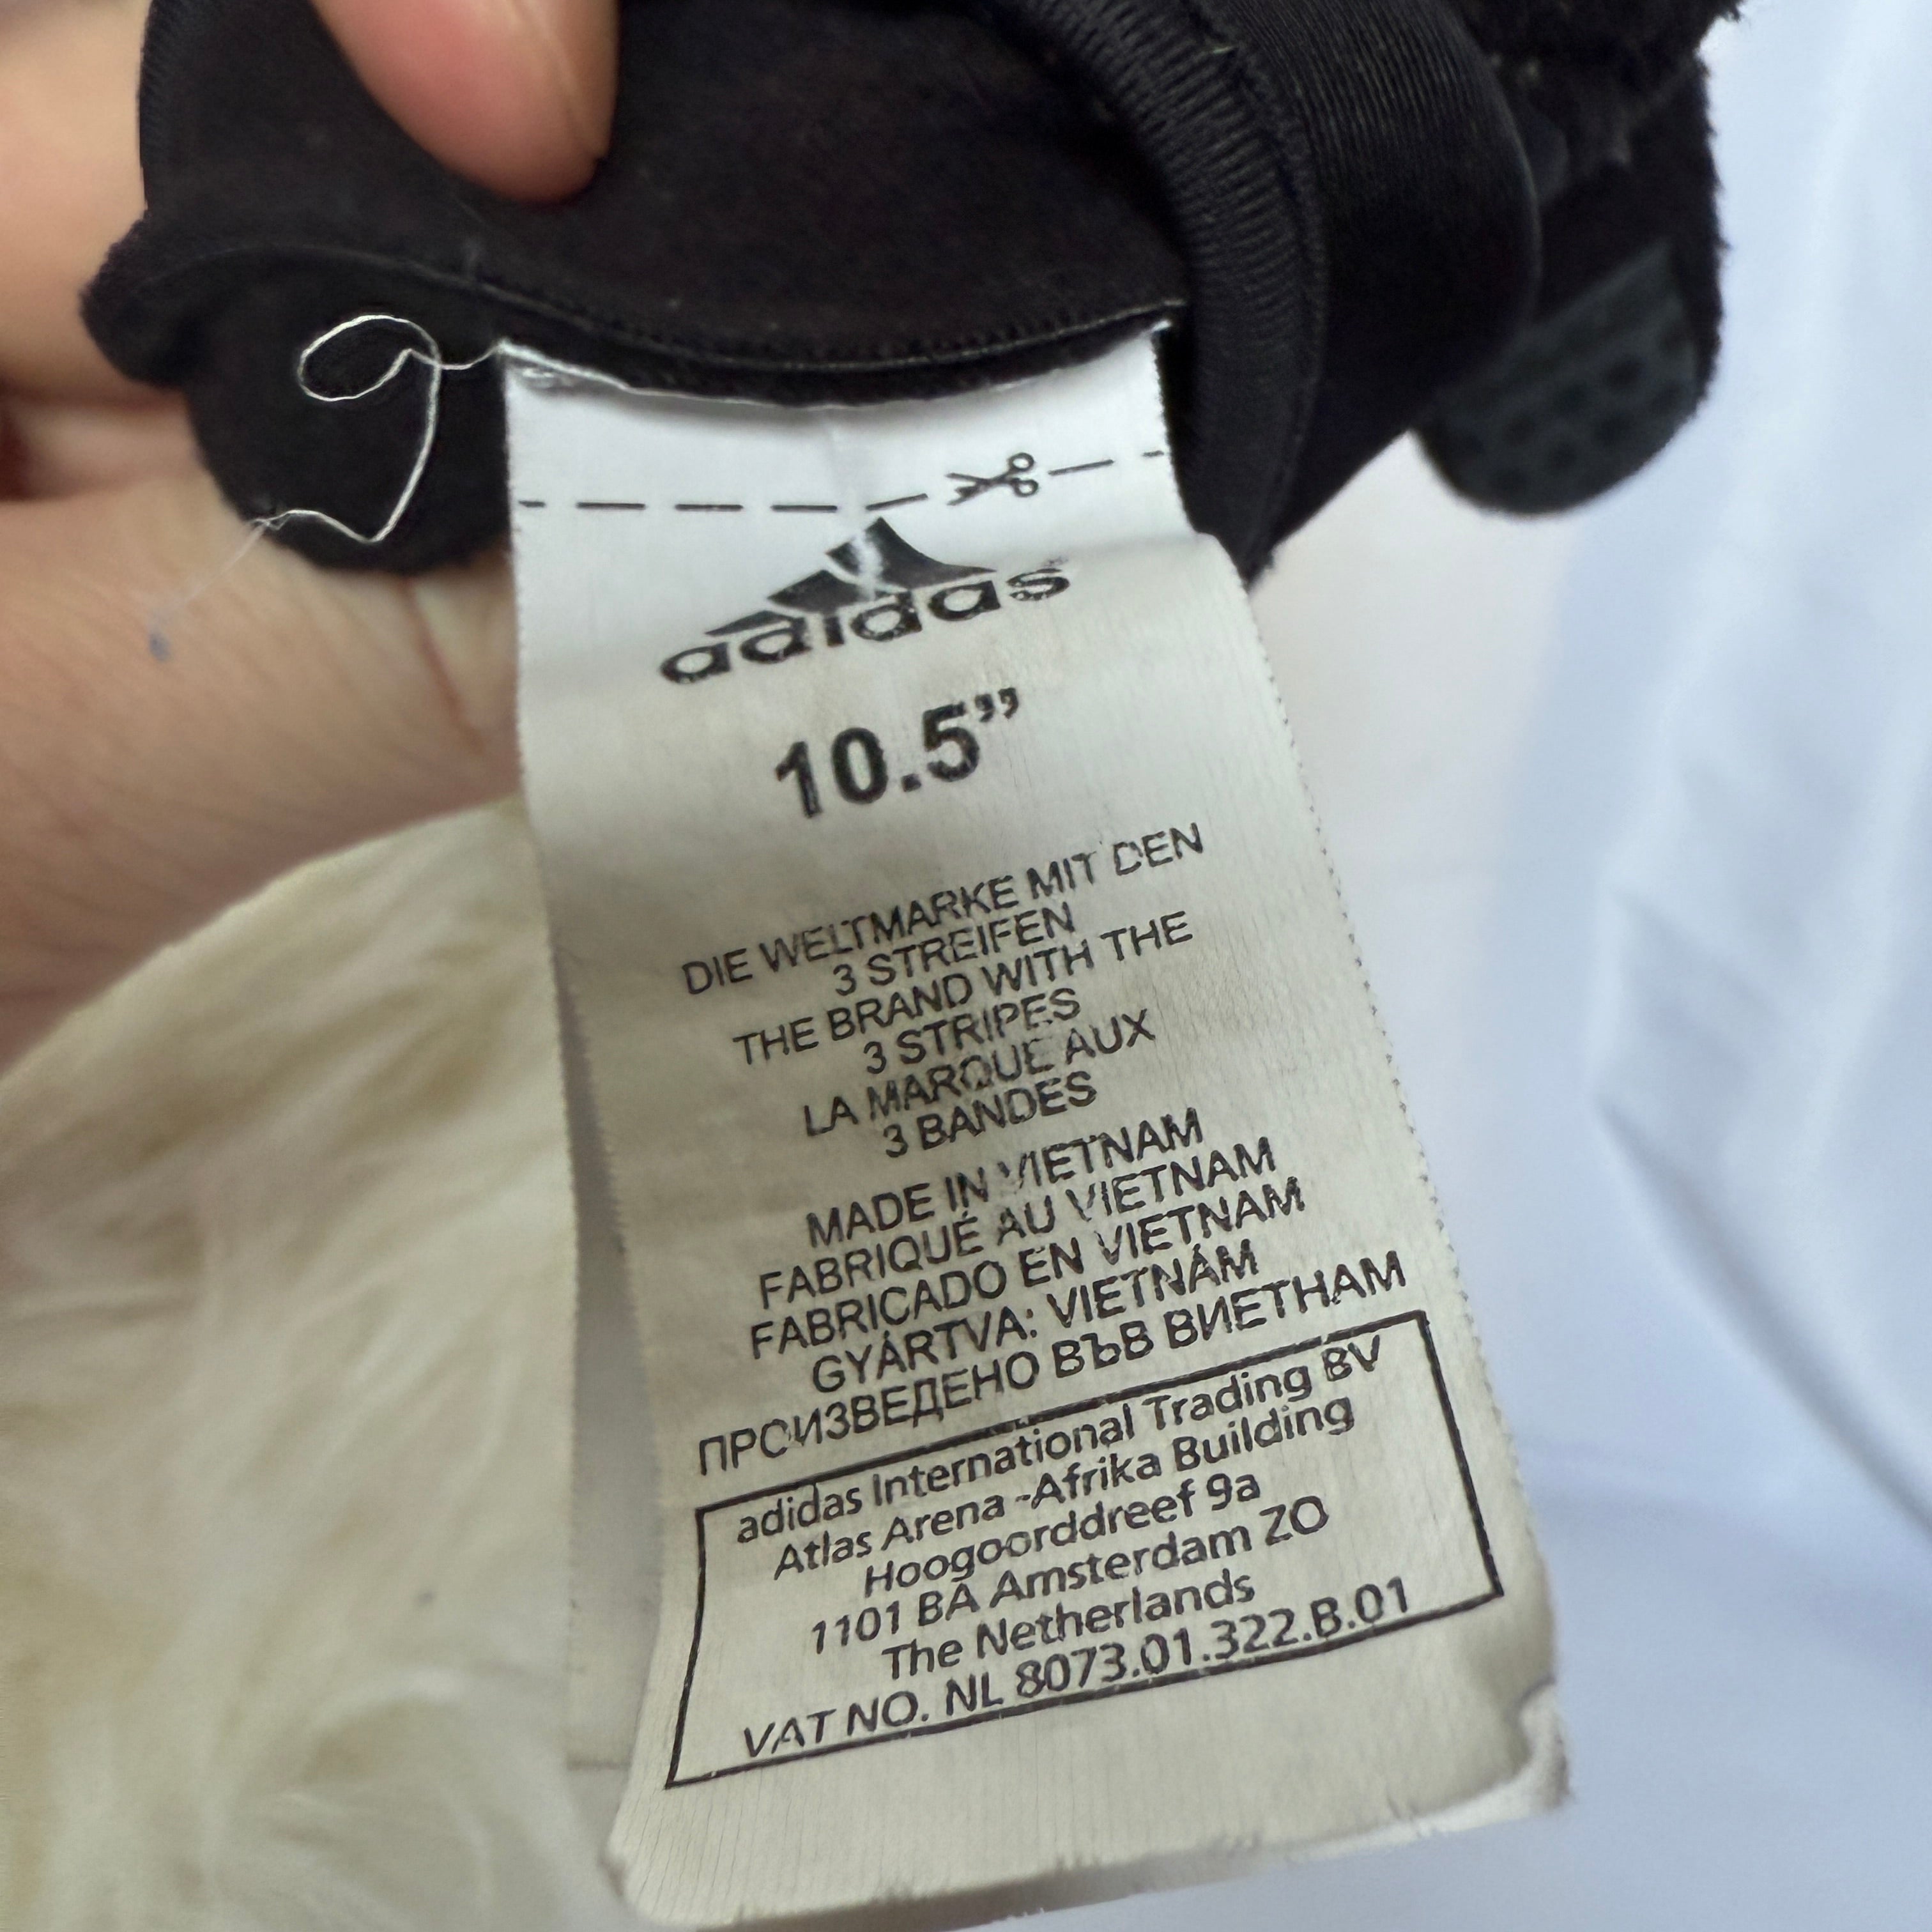 adidas
10.5”
DIE WELTMARKE MIT DEN
3 STREIFEN
THE BRAND WITH THE
3 STRIPES
LA MARQUE AUX
3 BANDES
MADE IN VIETNAM
FABRIQUÉ AU VIETNAM
FABRICADO EN VIETNAM
GYÁRTVA: VIETNÁM
ПРОИЗВЕДЕНО ВЪВ ВИЕТНАМ
adidas International Trading BV
Atlas Arena -Afrika Building
Hoogoorddreef 9a
1101 BA Amsterdam ZO
The Netherlands
VAT NO. NL 8073.01.322.B.01